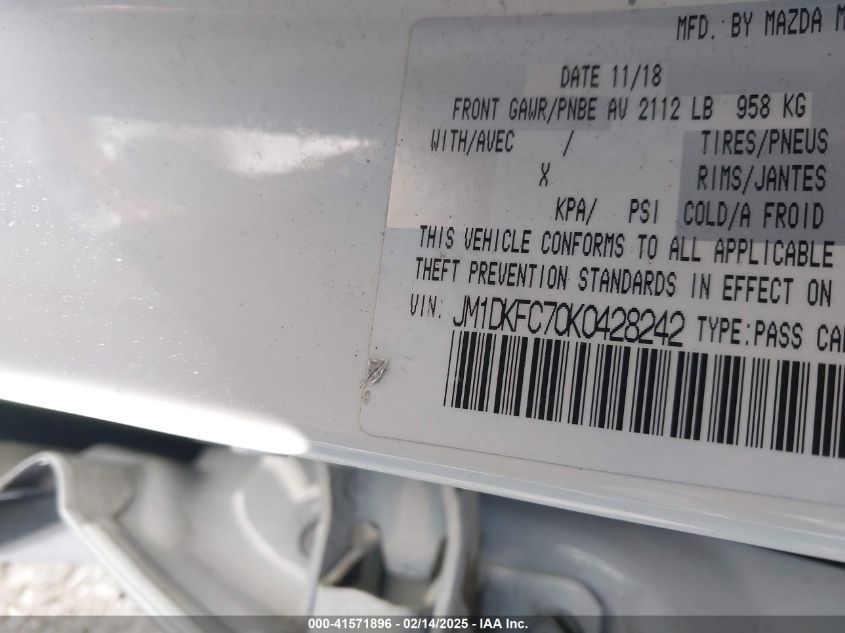 MFD. BY MAZDA M
DATE 11/18
FRONT GAWR/PNBE AV 2112 LB 958 KG
WITH/AVEC / TIRES/PNEUS
X RIMS/JANTES
KPA/ PSI COLD/A FROID
THIS VEHICLE CONFORMS TO ALL APPLICABLE
THEFT PREVENTION STANDARDS IN EFFECT ON
VIN: JM1DKFC70K0428242 TYPE:PASS CAR
000-41571896 - 02/14/2025 - IAA Inc.